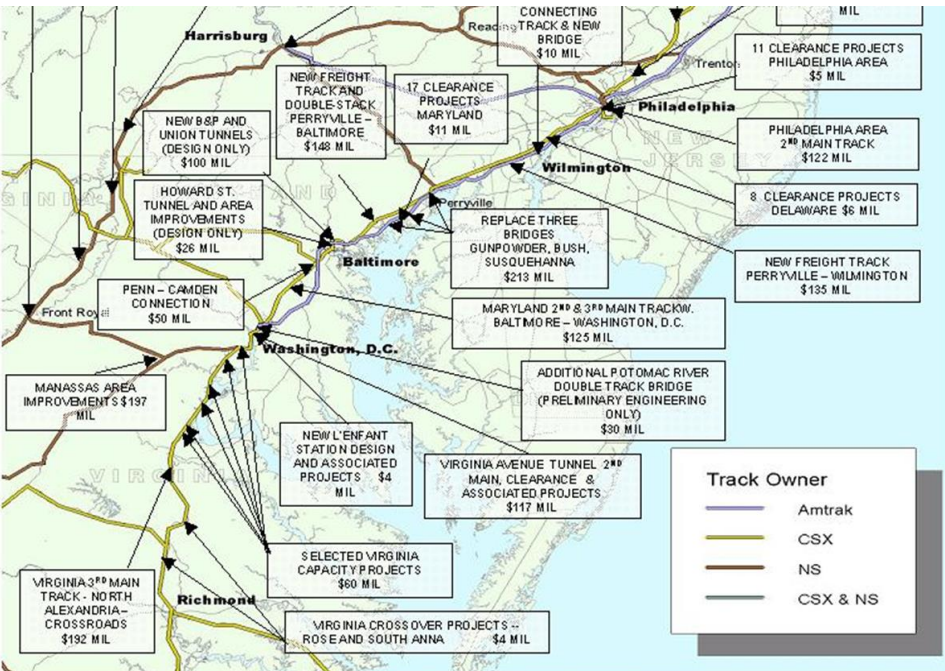 CONNECTING
TRACK & NEW
BRIDGE
$10 MIL
MIL
Harrisburg
Reading
Trenton
11 CLEARANCE PROJECTS
PHILADELPHIA AREA
$5 MIL
NEW FREIGHT
TRACK AND
DOUBLE-STACK
PERRYVILLE –
BALTIMORE
$148 MIL
17 CLEARANCE
PROJECTS
MARYLAND
$11 MIL
Philadelphia
NEW B&P AND
UNION TUNNELS
(DESIGN ONLY)
$100 MIL
PHILADELPHIA AREA
2ND MAIN TRACK
$122 MIL
NEW
JERSEY
Wilmington
HOWARD ST.
TUNNEL AND AREA
IMPROVEMENTS
(DESIGN ONLY)
$26 MIL
Perryville
8 CLEARANCE PROJECTS
DELAWARE $6 MIL
REPLACE THREE
BRIDGES
GUNPOWDER, BUSH,
SUSQUEHANNA
$213 MIL
Baltimore
NEW FREIGHT TRACK
PERRYVILLE – WILMINGTON
$135 MIL
PENN – CAMDEN
CONNECTION
$50 MIL
Front Royal
MARYLAND 2ND & 3RD MAIN TRACKW.
BALTIMORE – WASHINGTON, D.C.
$125 MIL
Washington, D.C.
MANASSAS AREA
IMPROVEMENTS $197
MIL
ADDITIONAL POTOMAC RIVER
DOUBLE TRACK BRIDGE
(PRELIMINARY ENGINEERING
ONLY)
$30 MIL
NEW L'ENFANT
STATION DESIGN
AND ASSOCIATED
PROJECTS $4
MIL
VIRGINIA AVENUE TUNNEL 2ND
MAIN, CLEARANCE &
ASSOCIATED PROJECTS
$117 MIL
VIRGINIA
Track Owner
Amtrak
CSX
NS
CSX & NS
SELECTED VIRGINIA
CAPACITY PROJECTS
$60 MIL
VIRGINIA 3RD MAIN
TRACK - NORTH
ALEXANDRIA –
CROSSROADS
$192 MIL
Richmond
VIRGINIA CROSSOVER PROJECTS --
ROSE AND SOUTH ANNA $4 MIL